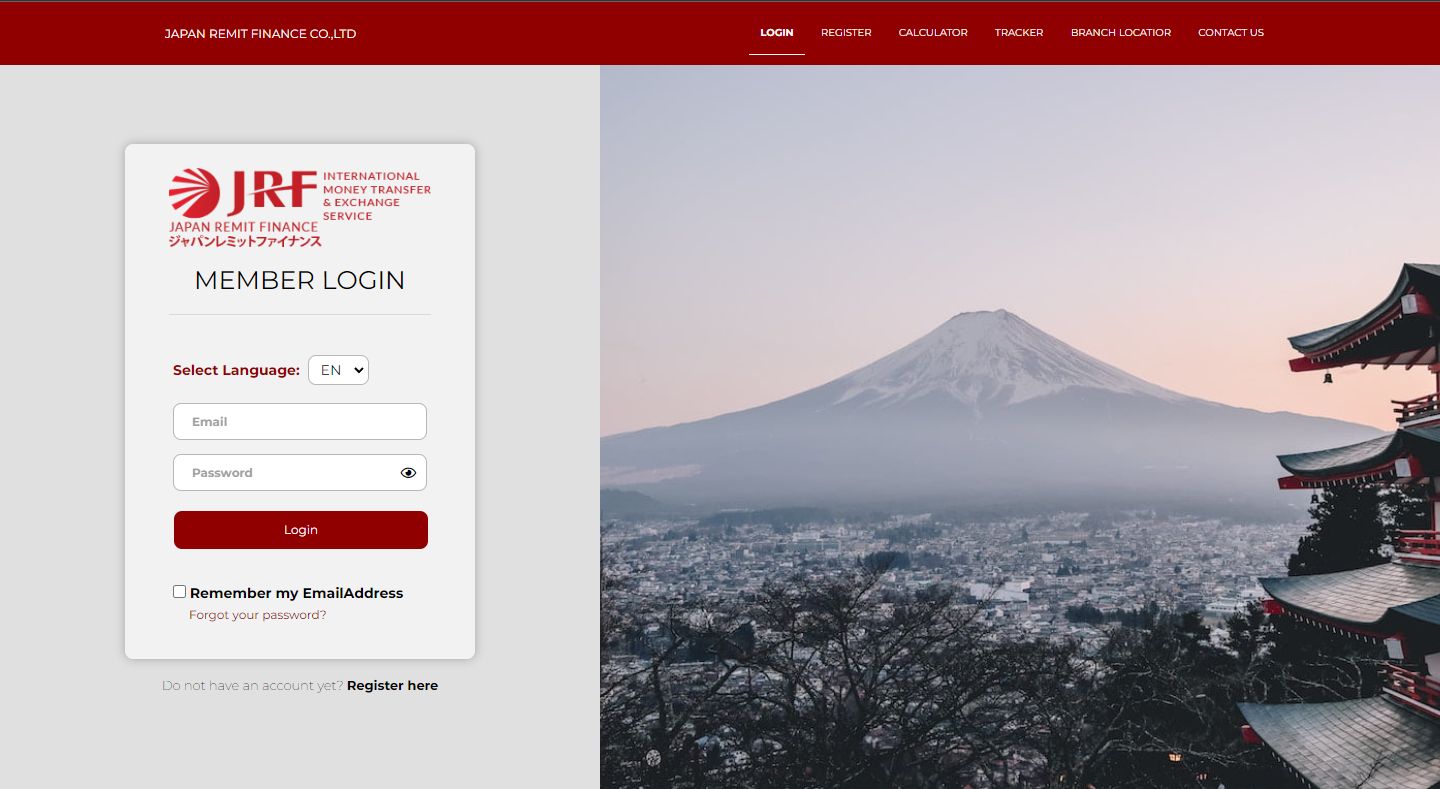 JAPAN REMIT FINANCE CO.,LTD
LOGIN
REGISTER
CALCULATOR
TRACKER
BRANCH LOCATIOR
CONTACT US
JRF
INTERNATIONAL
MONEY TRANSFER
& EXCHANGE
SERVICE
JAPAN REMIT FINANCE
ジャパンレミットファイナンス
MEMBER LOGIN
Select Language: EN
Email
Password
Login
Remember my EmailAddress
Forgot your password?
Do not have an account yet? Register here